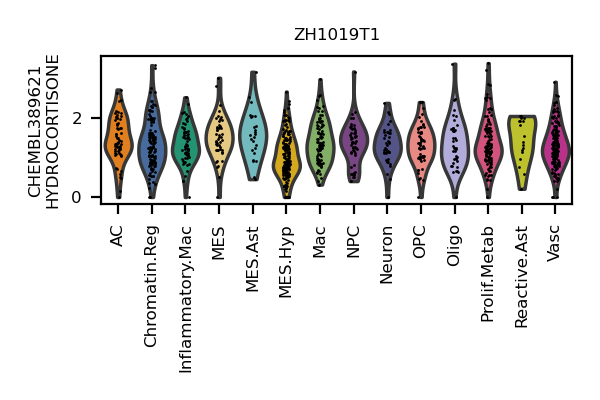 ZH1019T1
CHEMBL389621
HYDROCORTISONE
2
0
AC
Chromatin.Reg
Inflammatory.Mac
MES
MES.Ast
MES.Hyp
Mac
NPC
Neuron
OPC
Oligo
Prolif.Metab
Reactive.Ast
Vasc